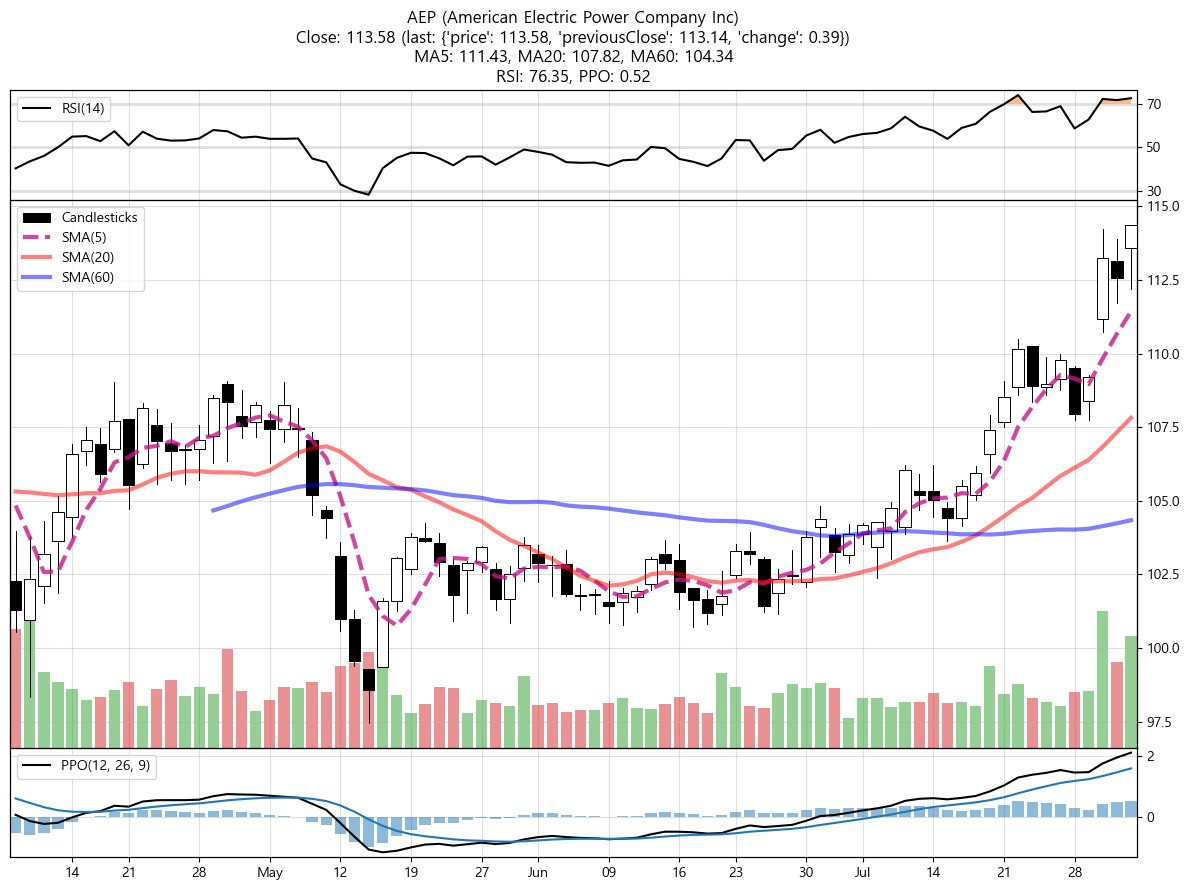 AEP (American Electric Power Company Inc)
Close: 113.58 (last: {'price': 113.58, 'previousClose': 113.14, 'change': 0.39})
MA5: 111.43, MA20: 107.82, MA60: 104.34
RSI: 76.35, PPO: 0.52
RSI(14)
70
50
30
Candlesticks
SMA(5)
SMA(20)
SMA(60)
115.0
112.5
110.0
107.5
105.0
102.5
100.0
97.5
PPO(12, 26, 9)
2
0
14 21 28 May 12 19 27 Jun 09 16 23 30 Jul 14 21 28